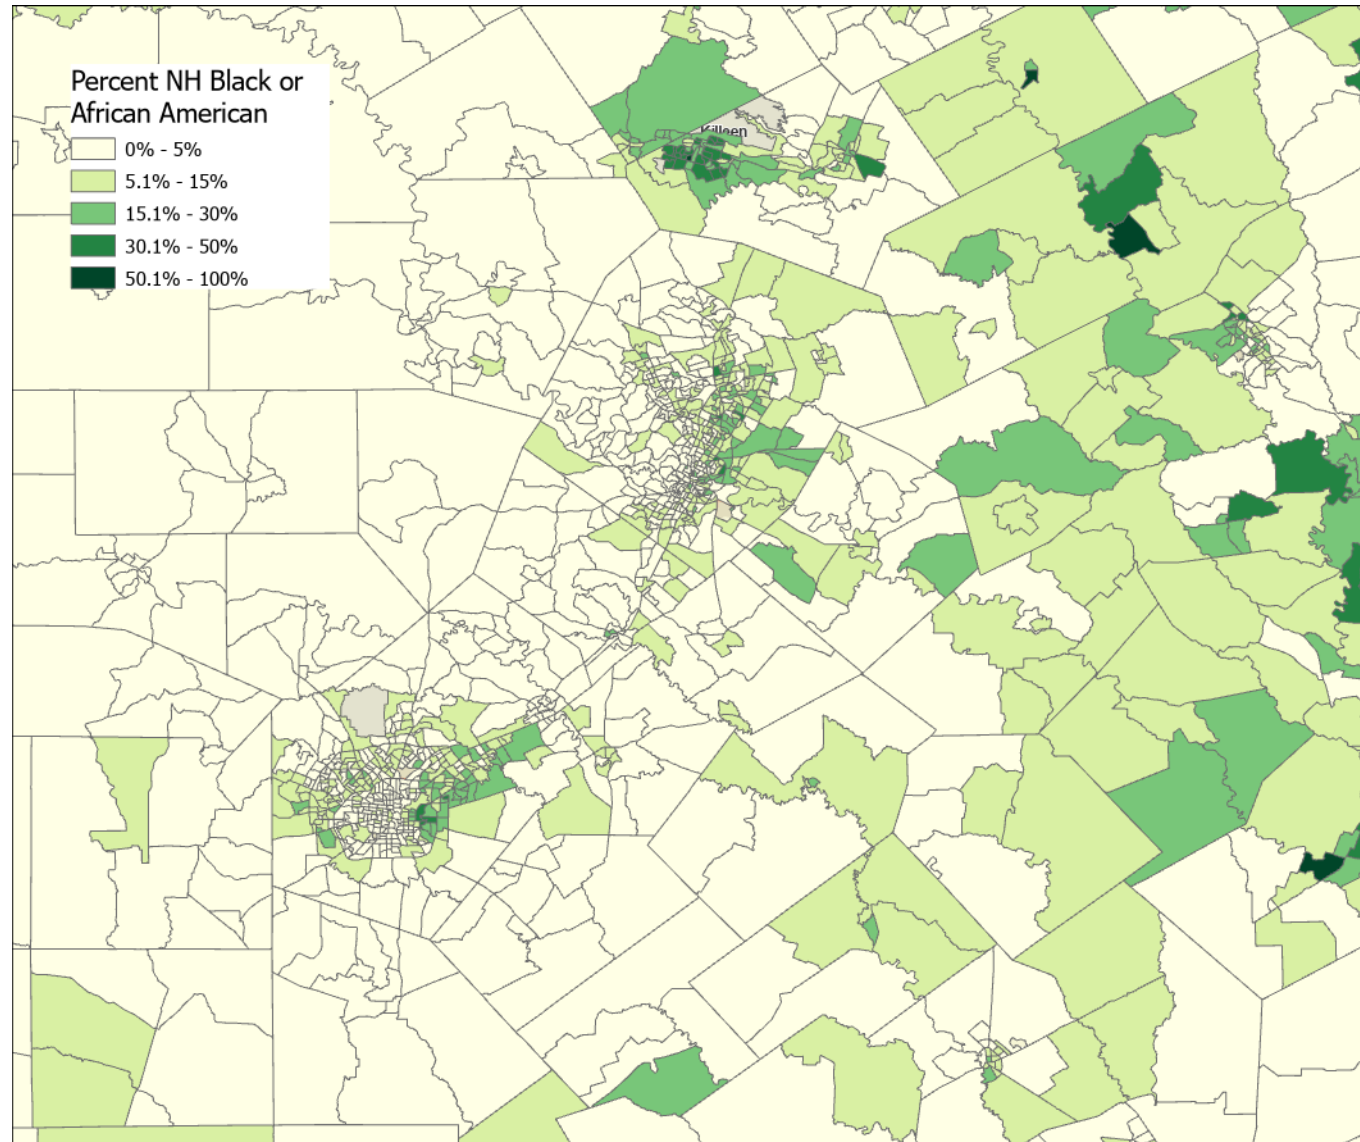 Percent NH Black or
African American
0% - 5%
5.1% - 15%
15.1% - 30%
30.1% - 50%
50.1% - 100%
Killeen